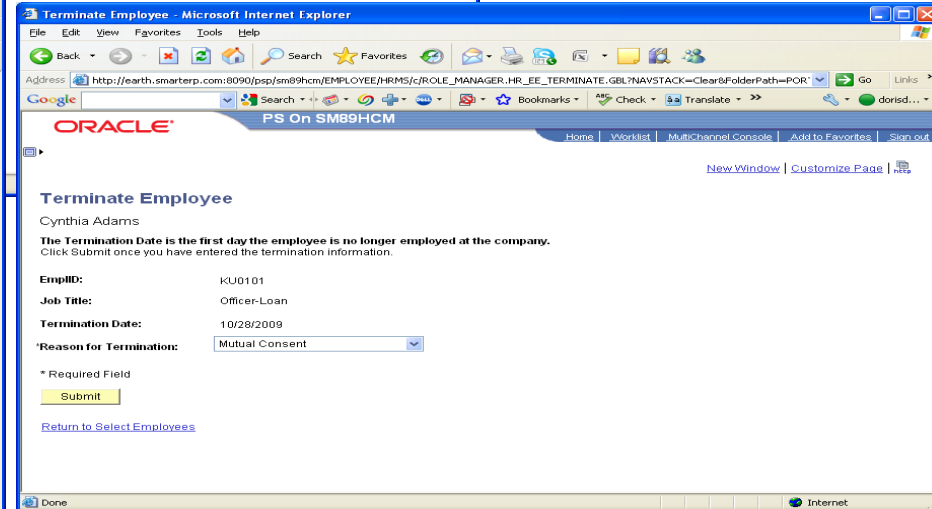 Terminate Employee - Microsoft Internet Explorer
File Edit View Favorites Tools Help
Back Search Favorites
Address http://earth.smarterp.com:8090/psp/sm89hcm/EMPLOYEE/HRMS/c/ROLE_MANAGER.HR_EE_TERMINATE.GBL?NAVSTACK=Clear&FolderPath=POR Go Links »
Google Search Bookmarks Check Translate » dorisd...
ORACLE PS On SM89HCM
Home Worklist MultiChannel Console Add to Favorites Sign out
New Window | Customize Page |
Terminate Employee
Cynthia Adams
The Termination Date is the first day the employee is no longer employed at the company.
Click Submit once you have entered the termination information.
EmplID: KU0101
Job Title: Officer-Loan
Termination Date: 10/28/2009
*Reason for Termination: Mutual Consent
* Required Field
Submit
Return to Select Employees
Done Internet